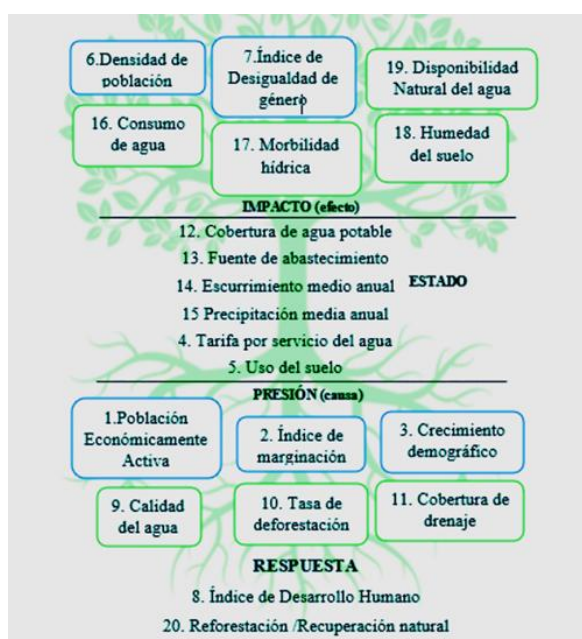 6.Densidad de
población
7.Índice de
Desigualdad de
género
19. Disponibilidad
Natural del agua
16. Consumo
de agua
17. Morbilidad
hídrica
18. Humedad
del suelo
IMPACTO (efecto)
12. Cobertura de agua potable
13. Fuente de abastecimiento
14. Escurrimiento medio anual
ESTADO
15 Precipitación media anual
4. Tarifa por servicio del agua
5. Uso del suelo
PRESIÓN (causa)
1.Población
Económicamente
Activa
2. Índice de
marginación
3. Crecimiento
demográfico
9. Calidad
del agua
10. Tasa de
deforestación
11. Cobertura de
drenaje
RESPUESTA
8. Índice de Desarrollo Humano
20. Reforestación /Recuperación natural